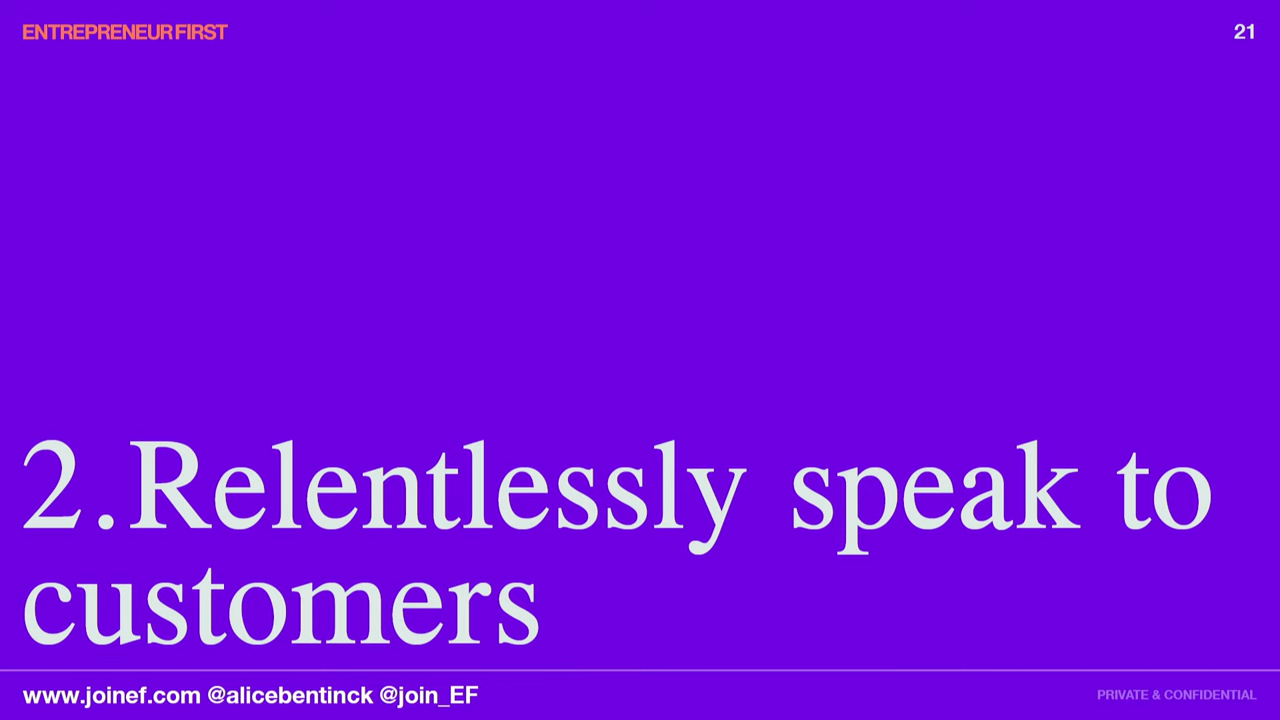 ENTREPRENEUR FIRST
21
2.Relentlessly speak to
customers
www.joinef.com @alicebentinck @join_EF
PRIVATE & CONFIDENTIAL